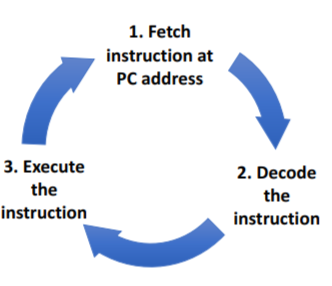 1. Fetch
instruction at
PC address
2. Decode
the
instruction
3. Execute
the
instruction